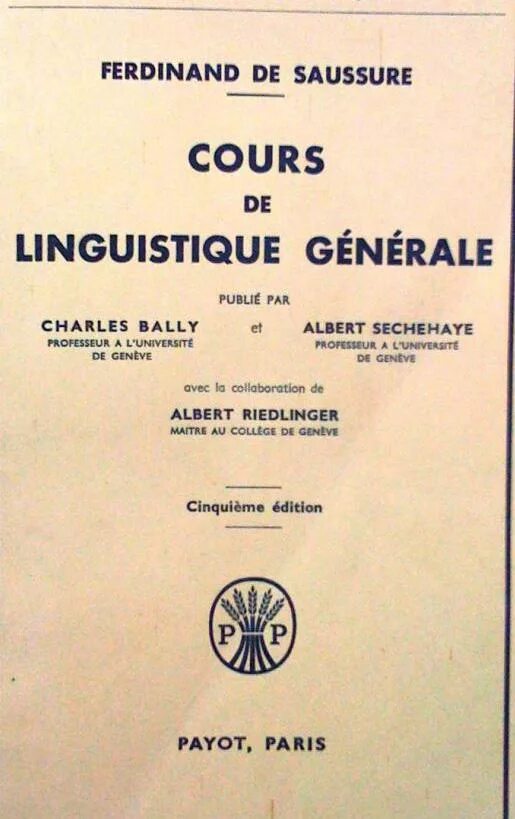 FERDINAND DE SAUSSURE
COURS
DE
LINGUISTIQUE GÉNÉRALE
PUBLIÉ PAR
CHARLES BALLY et ALBERT SECHEHAYE
PROFESSEUR A L'UNIVERSITÉ PROFESSEUR A L'UNIVERSITÉ
DE GENÈVE DE GENÈVE
avec la collaboration de
ALBERT RIEDLINGER
MAITRE AU COLLÈGE DE GENÈVE
Cinquième édition
P P
PAYOT, PARIS